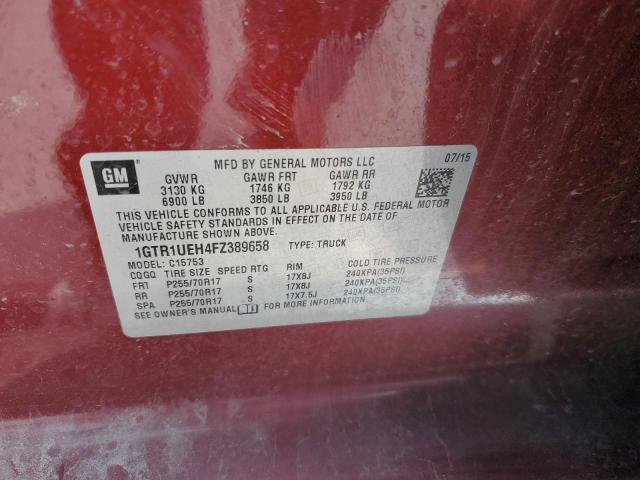 GM
MFD BY GENERAL MOTORS LLC 07/15
GVWR GAWR FRT GAWR RR
3130 KG 1746 KG 1792 KG
6900 LB 3850 LB 3950 LB
THIS VEHICLE CONFORMS TO ALL APPLICABLE U.S. FEDERAL MOTOR
VEHICLE SAFETY STANDARDS IN EFFECT ON THE DATE OF
MANUFACTURE SHOWN ABOVE.
1GTR1UEH4FZ389658 TYPE: TRUCK
MODEL: C15753
CQGQ TIRE SIZE SPEED RTG RIM COLD TIRE PRESSURE
FRT P255/70R17 S 17X8J 240KPA(35PSI)
RR P255/70R17 S 17X8J 240KPA(35PSI)
SPA P255/70R17 S 17X7.5J 240KPA(35PSI)
SEE OWNER'S MANUAL FOR MORE INFORMATION.